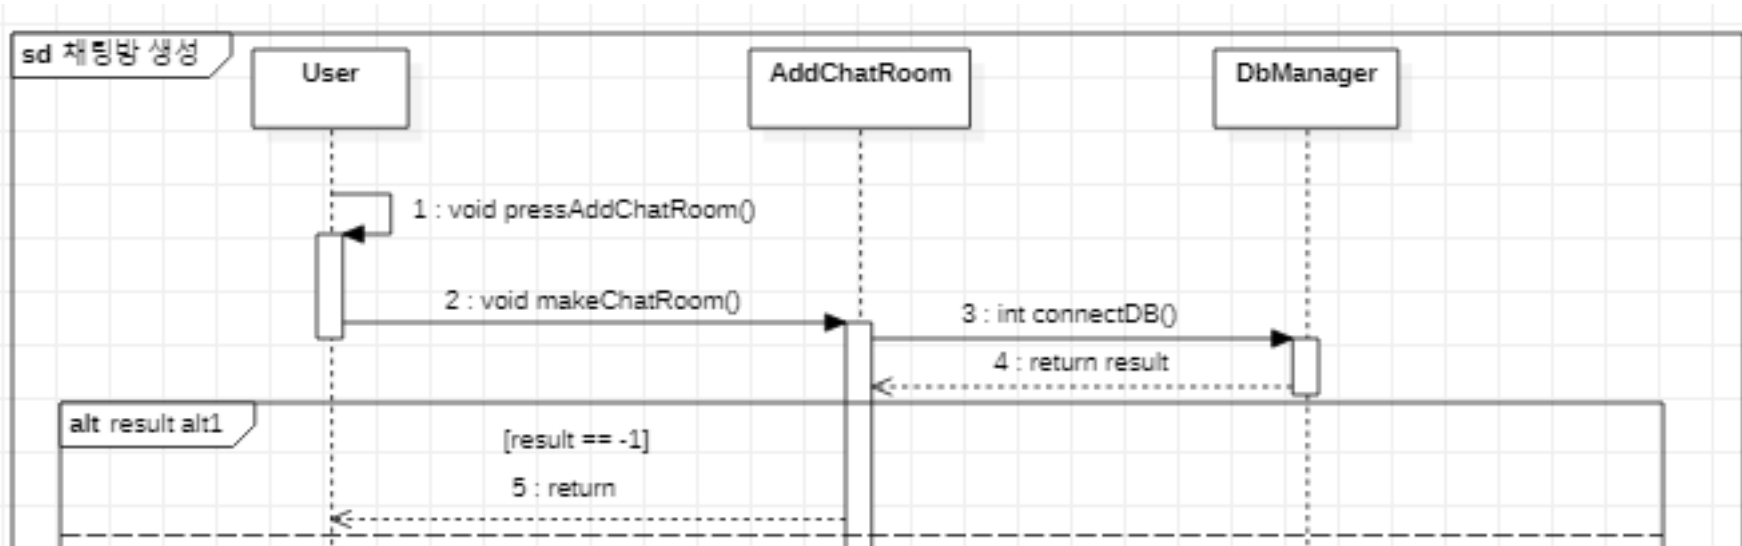 sd 채팅방 생성
User
AddChatRoom
DbManager
1 : void pressAddChatRoom()
2 : void makeChatRoom()
3 : int connectDB()
4 : return result
alt result alt1
[result == -1]
5 : return